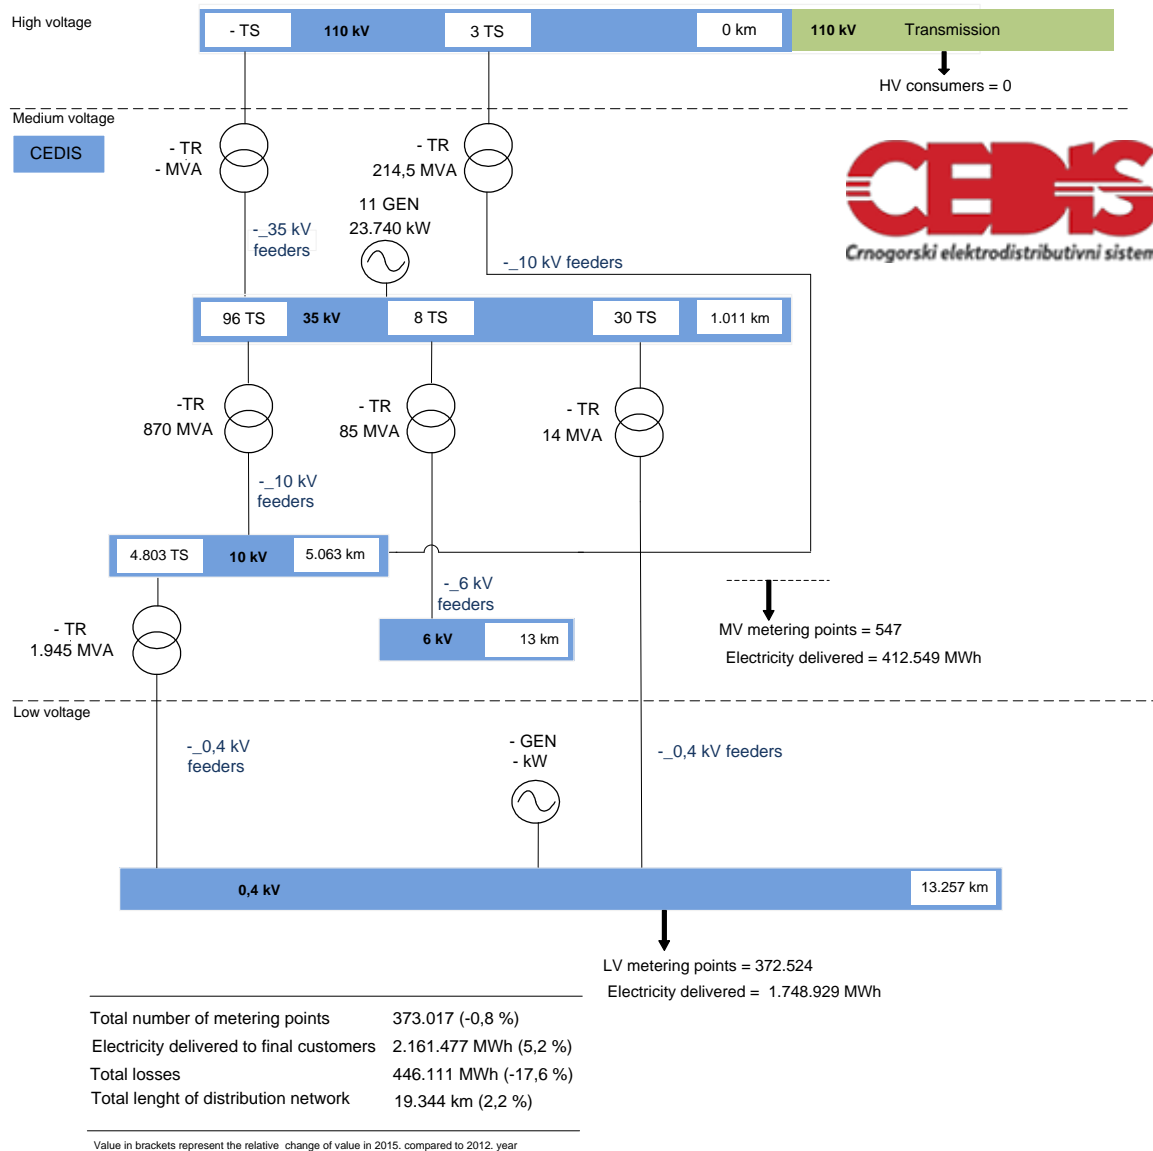 High voltage
- TS
110 kV
3 TS
0 km
110 kV
Transmission
HV consumers = 0
Medium voltage
CEDIS
- TR
- MVA
- TR
214,5 MVA
CEDIS
Crnogorski elektrodistributivni sistem
11 GEN
23.740 kW
-_35 kV
feeders
-_10 kV feeders
96 TS
35 kV
8 TS
30 TS
1.011 km
-TR
870 MVA
- TR
85 MVA
- TR
14 MVA
-_10 kV
feeders
4.803 TS
10 kV
5.063 km
-_6 kV
feeders
- TR
1.945 MVA
6 kV
13 km
MV metering points = 547
Electricity delivered = 412.549 MWh
Low voltage
-_0,4 kV
feeders
- GEN
- kW
-_0,4 kV feeders
0,4 kV
13.257 km
LV metering points = 372.524
Electricity delivered = 1.748.929 MWh
Total number of metering points 373.017 (-0,8 %)
Electricity delivered to final customers 2.161.477 MWh (5,2 %)
Total losses 446.111 MWh (-17,6 %)
Total lenght of distribution network 19.344 km (2,2 %)
Value in brackets represent the relative change of value in 2015. compared to 2012. year